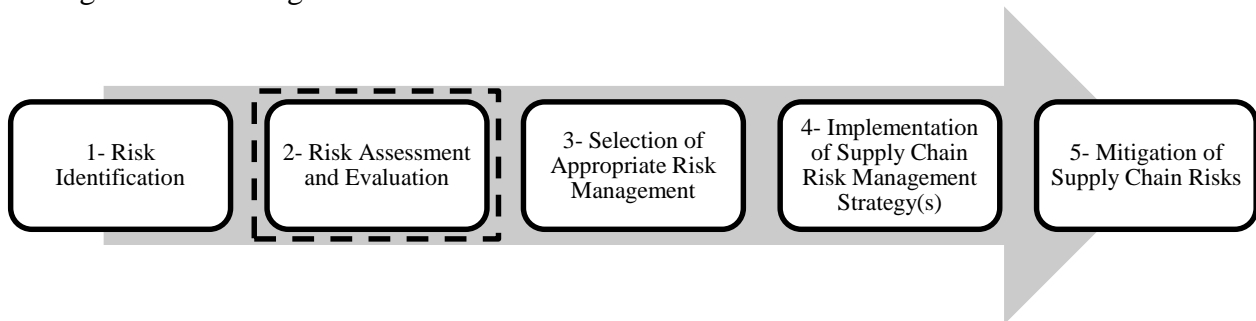 1- Risk
Identification
2- Risk Assessment
and Evaluation
3- Selection of
Appropriate Risk
Management
4- Implementation
of Supply Chain
Risk Management
Strategy(s)
5- Mitigation of
Supply Chain Risks